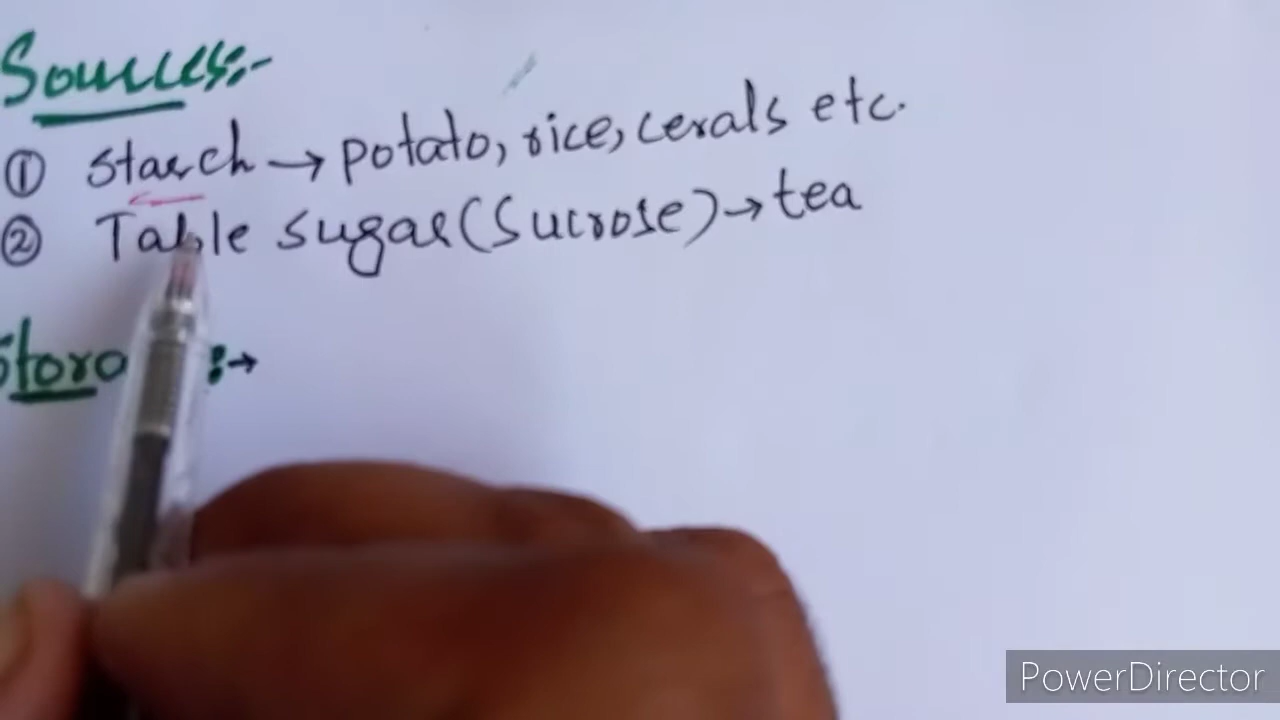 Sources:-
① Starch → potato, rice, cerals etc.
② Table sugar (Sucrose) → tea
:→
PowerDirector